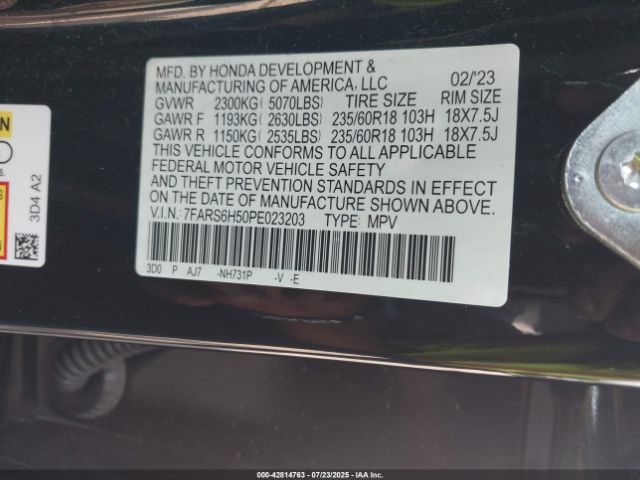 MFD. BY HONDA DEVELOPMENT &
MANUFACTURING OF AMERICA, LLC 02/'23
GVWR 2300KG( 5070LBS) TIRE SIZE RIM SIZE
GAWR F 1193KG( 2630LBS) 235/60R18 103H 18X7.5J
GAWR R 1150KG( 2535LBS) 235/60R18 103H 18X7.5J
THIS VEHICLE CONFORMS TO ALL APPLICABLE
FEDERAL MOTOR VEHICLE SAFETY
AND THEFT PREVENTION STANDARDS IN EFFECT
ON THE DATE OF MANUFACTURE SHOWN ABOVE.
V.I.N.: 7FARS6H50PE023203 TYPE: MPV
3D0 P AJ7 -NH731P -V -E
3D4 A2
000-42814763 | 07/23/2025 | IAA Inc.